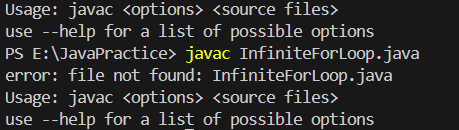 Usage: javac <options> <source files>
use --help for a list of possible options
PS E:\JavaPractice> javac InfiniteForLoop.java
error: file not found: InfiniteForLoop.java
Usage: javac <options> <source files>
use --help for a list of possible options